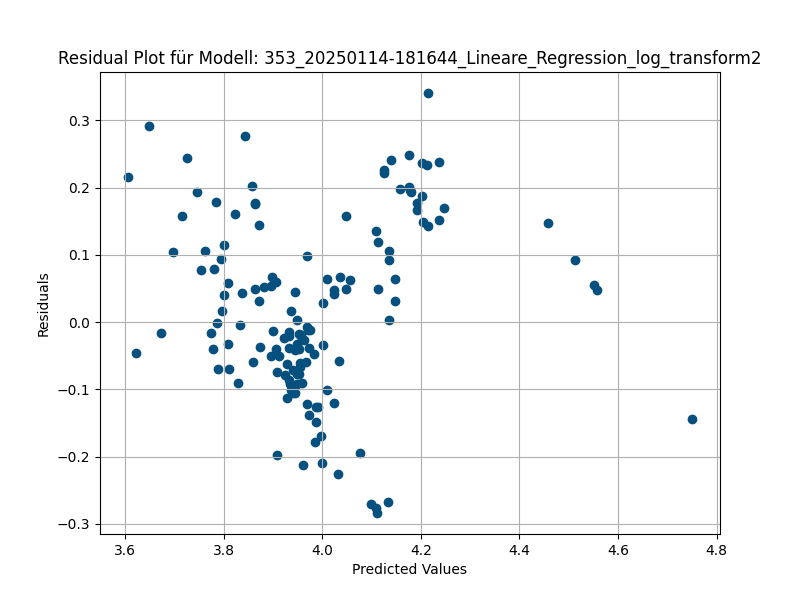 Residual Plot für Modell: 353_20250114-181644_Lineare_Regression_log_transform2
Residuals
0.3
0.2
0.1
0.0
−0.1
−0.2
−0.3
3.6 3.8 4.0 4.2 4.4 4.6 4.8
Predicted Values